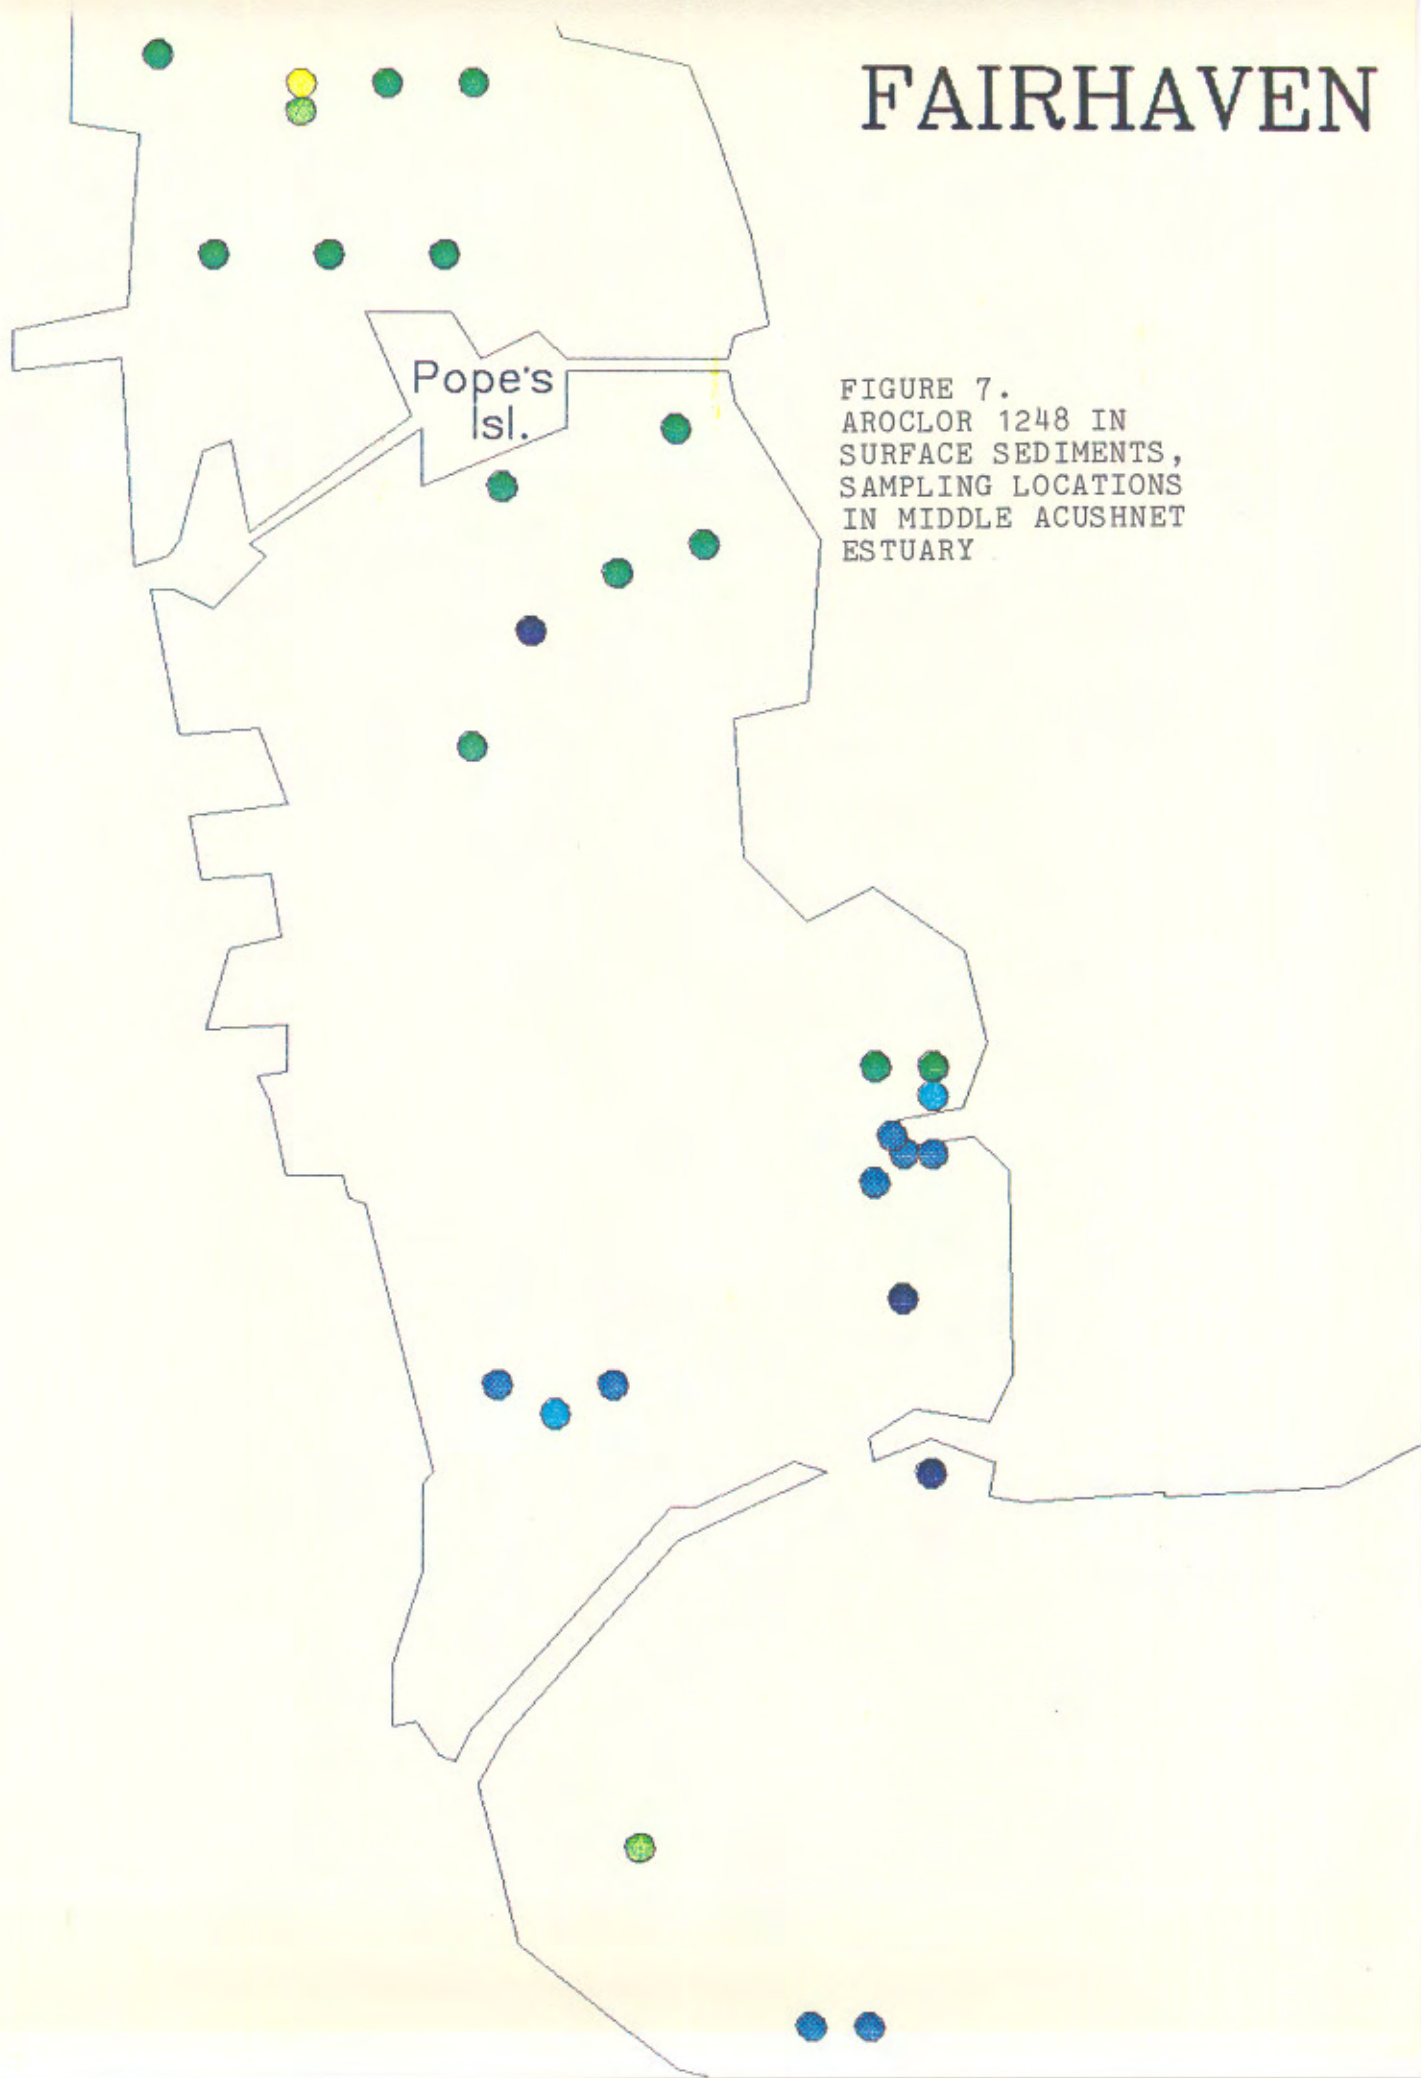 FAIRHAVEN
Pope's
Isl.
FIGURE 7.
AROCLOR 1248 IN
SURFACE SEDIMENTS,
SAMPLING LOCATIONS
IN MIDDLE ACUSHNET
ESTUARY